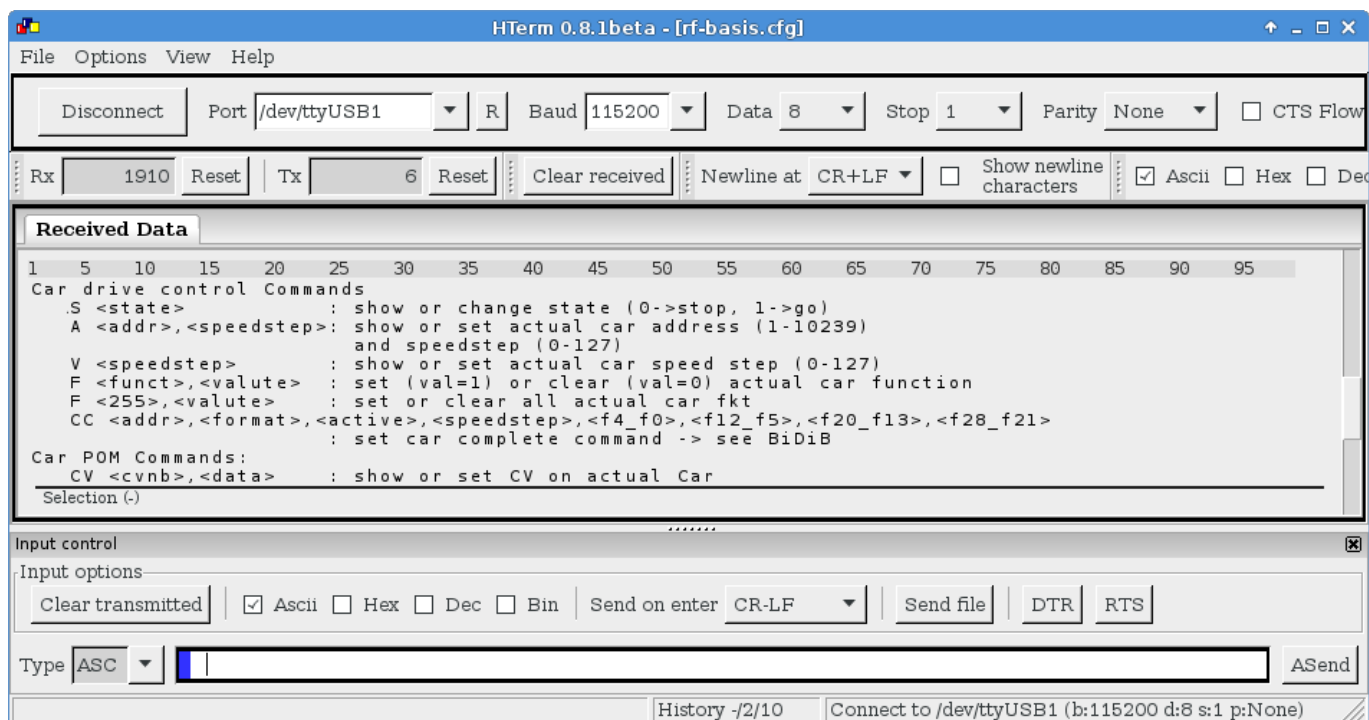 HTerm 0.8.1beta - [rf-basis.cfg]
File Options View Help
Disconnect Port /dev/ttyUSB1 R Baud 115200 Data 8 Stop 1 Parity None CTS Flow
Rx 1910 Reset Tx 6 Reset Clear received Newline at CR+LF Show newline characters Ascii Hex Dec
Received Data
1 5 10 15 20 25 30 35 40 45 50 55 60 65 70 75 80 85 90 95
Car drive control Commands
.S <state> : show or change state (0->stop, 1->go)
A <addr>,<speedstep>: show or set actual car address (1-10239)
and speedstep (0-127)
V <speedstep> : show or set actual car speed step (0-127)
F <funct>,<valute> : set (val=1) or clear (val=0) actual car function
F <255>,<valute> : set or clear all actual car fkt
CC <addr>,<format>,<active>,<speedstep>,<f4_f0>,<f12_f5>,<f20_f13>,<f28_f21>
: set car complete command -> see BiDiB
Car POM Commands:
CV <cvnb>,<data> : show or set CV on actual Car
Selection (-)
Input control
Input options
Clear transmitted Ascii Hex Dec Bin Send on enter CR-LF Send file DTR RTS
Type ASC ASend
History -/2/10 Connect to /dev/ttyUSB1 (b:115200 d:8 s:1 p:None)